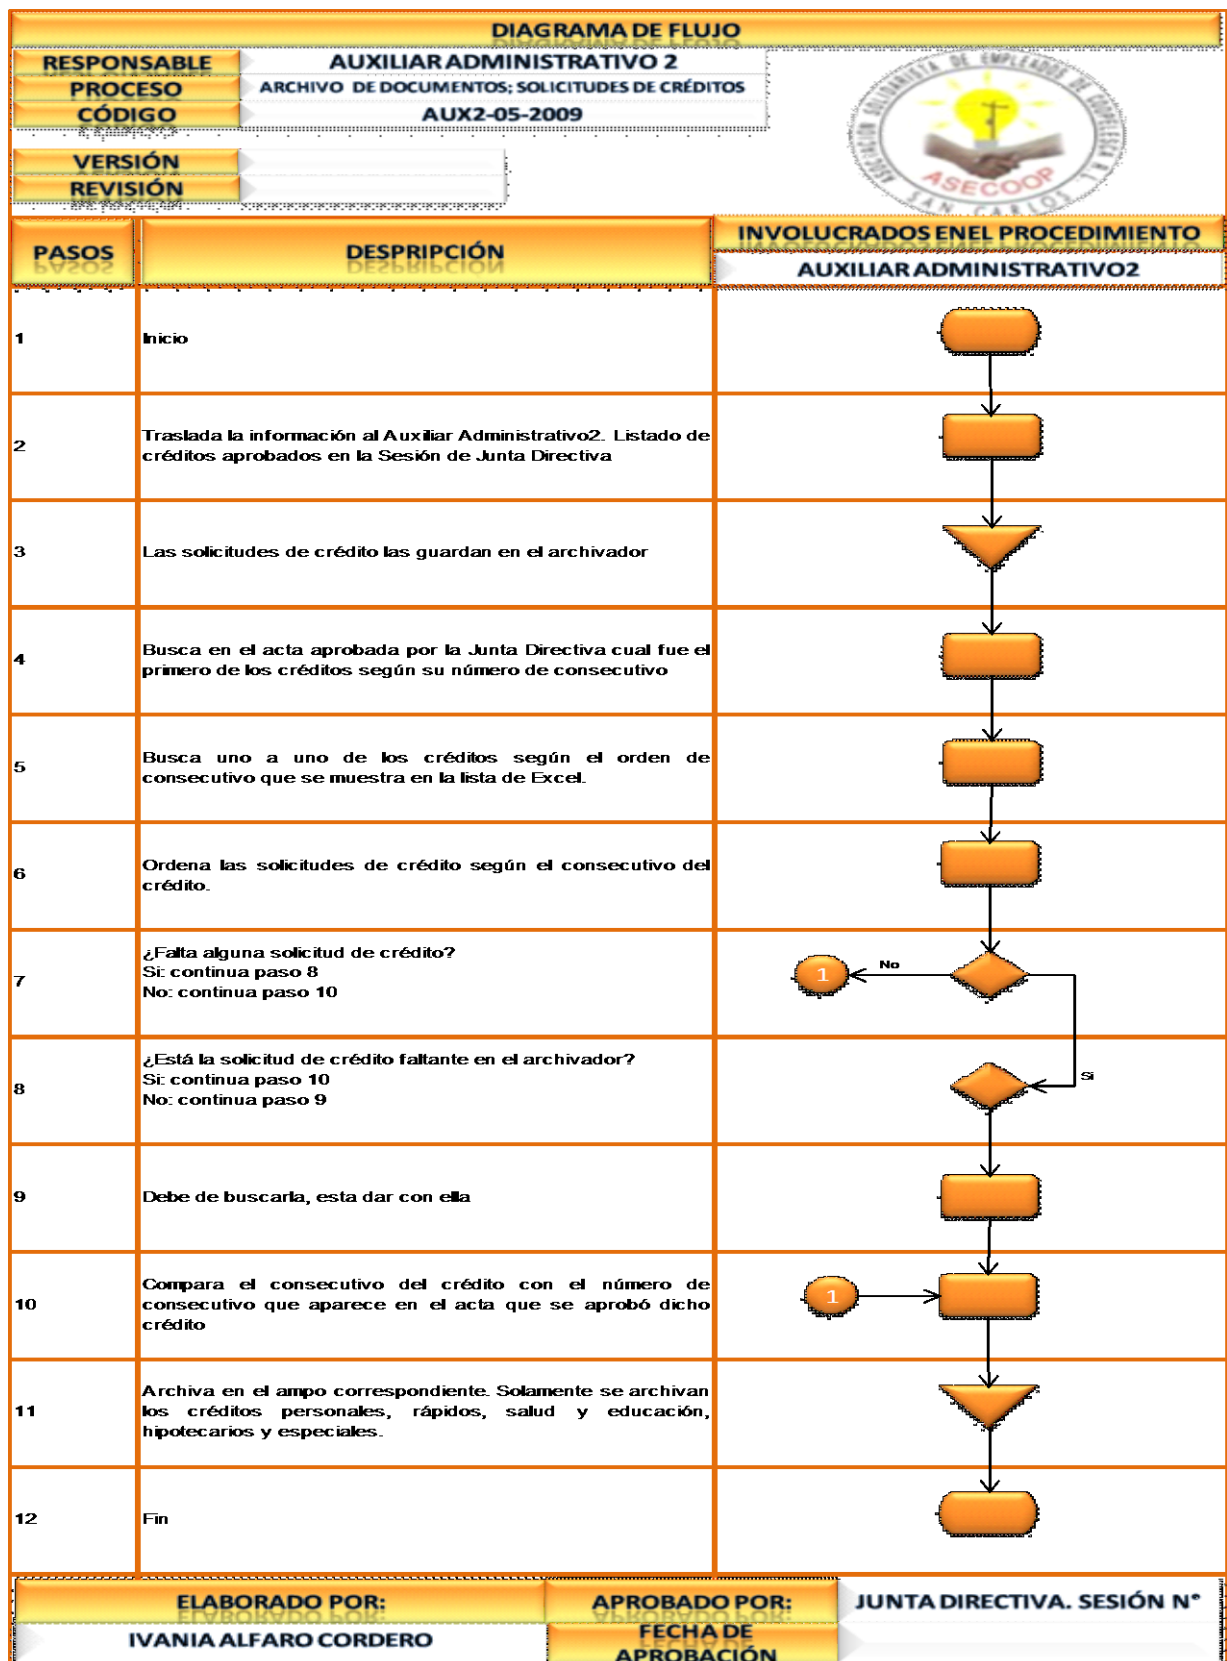 DIAGRAMA DE FLUJO
RESPONSABLE
AUXILIAR ADMINISTRATIVO 2
PROCESO
ARCHIVO DE DOCUMENTOS; SOLICITUDES DE CRÉDITOS
CÓDIGO
AUX2-05-2009
VERSIÓN
REVISIÓN
ASOCIACIÓN SOLIDARISTA DE EMPLEADOS DE COOPELESCA R.L.
ASECOOP
SAN CARLOS
PASOS
DESPRIPCIÓN
INVOLUCRADOS ENEL PROCEDIMIENTO
AUXILIAR ADMINISTRATIVO2
1
Inicio
2
Traslada la información al Auxiliar Administrativo2. Listado de
créditos aprobados en la Sesión de Junta Directiva
3
Las solicitudes de crédito las guardan en el archivador
4
Busca en el acta aprobada por la Junta Directiva cual fue el
primero de los créditos según su número de consecutivo
5
Busca uno a uno de los créditos según el orden de
consecutivo que se muestra en la lista de Excel.
6
Ordena las solicitudes de crédito según el consecutivo del
crédito.
7
¿Falta alguna solicitud de crédito?
Si: continua paso 8
No: continua paso 10
1
No
8
¿Está la solicitud de crédito faltante en el archivador?
Si: continua paso 10
No: continua paso 9
Si
9
Debe de buscarla, esta dar con ella
10
Compara el consecutivo del crédito con el número de
consecutivo que aparece en el acta que se aprobó dicho
crédito
1
11
Archiva en el ampo correspondiente. Solamente se archivan
los créditos personales, rápidos, salud y educación,
hipotecarios y especiales.
12
Fin
ELABORADO POR:
APROBADO POR:
JUNTA DIRECTIVA. SESIÓN N°
IVANIA ALFARO CORDERO
FECHA DE
APROBACIÓN